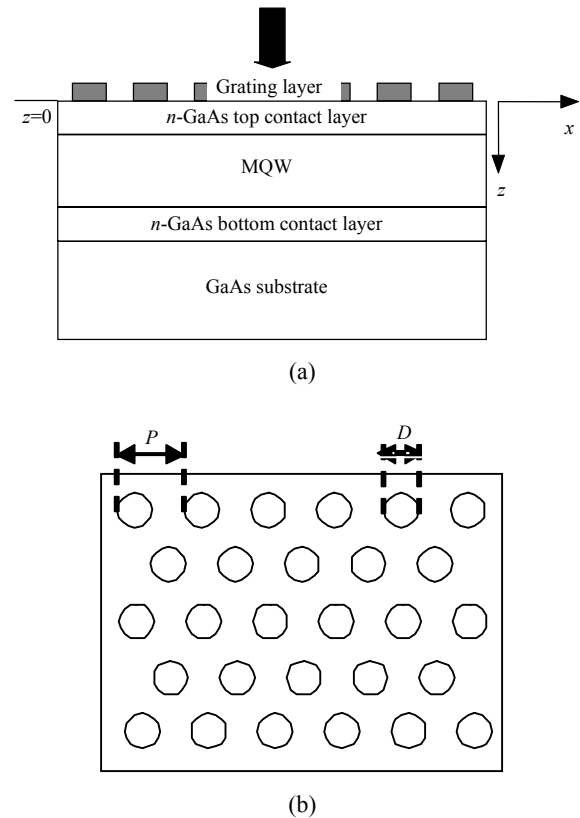 Grating layer
z=0
n-GaAs top contact layer
x
MQW
z
n-GaAs bottom contact layer
GaAs substrate
(a)
P
D
(b)